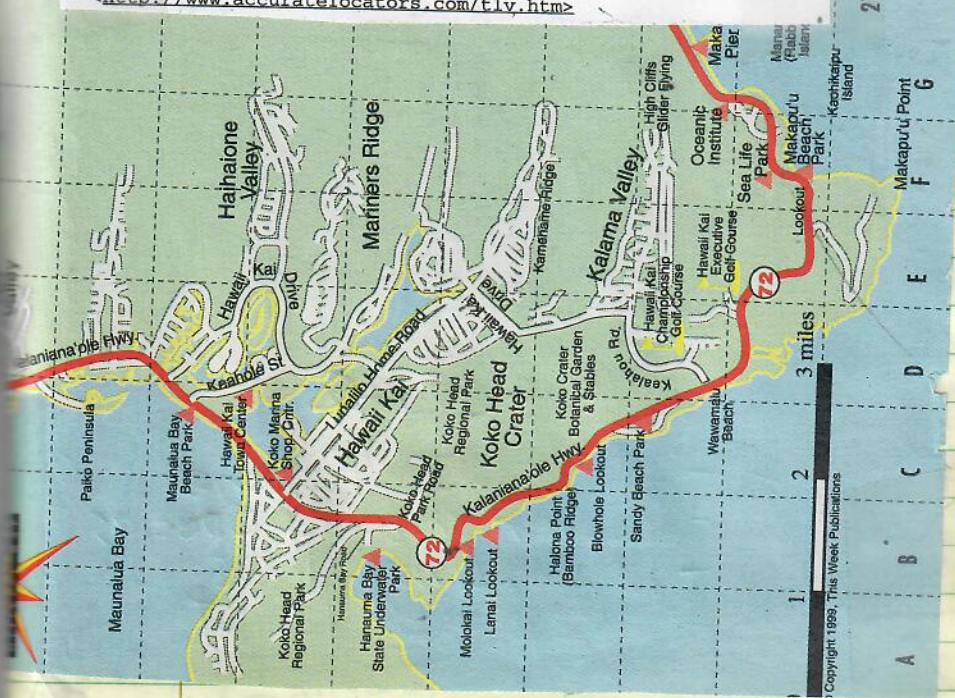 <http://www.accuratelocators.com/tlv.htm>
Kalaniana'ole Hwy.
Paiko Peninsula
Maunalua Bay
Maunalua Bay
Beach Park
Hawaii Kai
Town Center
Koko Marina
Shop. Cntr.
Keahole St.
Hawaii
Kai
Drive
Hahaione
Valley
Mariners Ridge
Lunalilo Home Road
Hawaii Kai
Hawaii Kai
Drive
Kamehame Ridge
Kalama Valley
High Cliffs
Glider Flying
Maka
Pier
Oceanic
Institute
Sea Life
Park
Makapu'u
Beach
Park
Kaohikaipu
Island
Makapu'u Point
Lookout
Hawaii Kai
Executive
Golf Course
Hawaii Kai
Championship
Golf Course
72
Kealahou Rd.
Wawamalu
Beach
Sandy Beach Park
Blowhole Lookout
Halona Point
(Bamboo Ridge)
Koko Crater
Botanical Garden
& Stables
Koko Head
Crater
Koko Head
Regional Park
Koko Head
Park Road
Kalaniana'ole Hwy.
72
Lanai Lookout
Molokai Lookout
Hanauma Bay
State Underwater
Park
Hanauma Bay Road
Koko Head
Regional Park
1
2
3 miles
Copyright 1999, This Week Publications
A
B
C
D
E
F
G
2